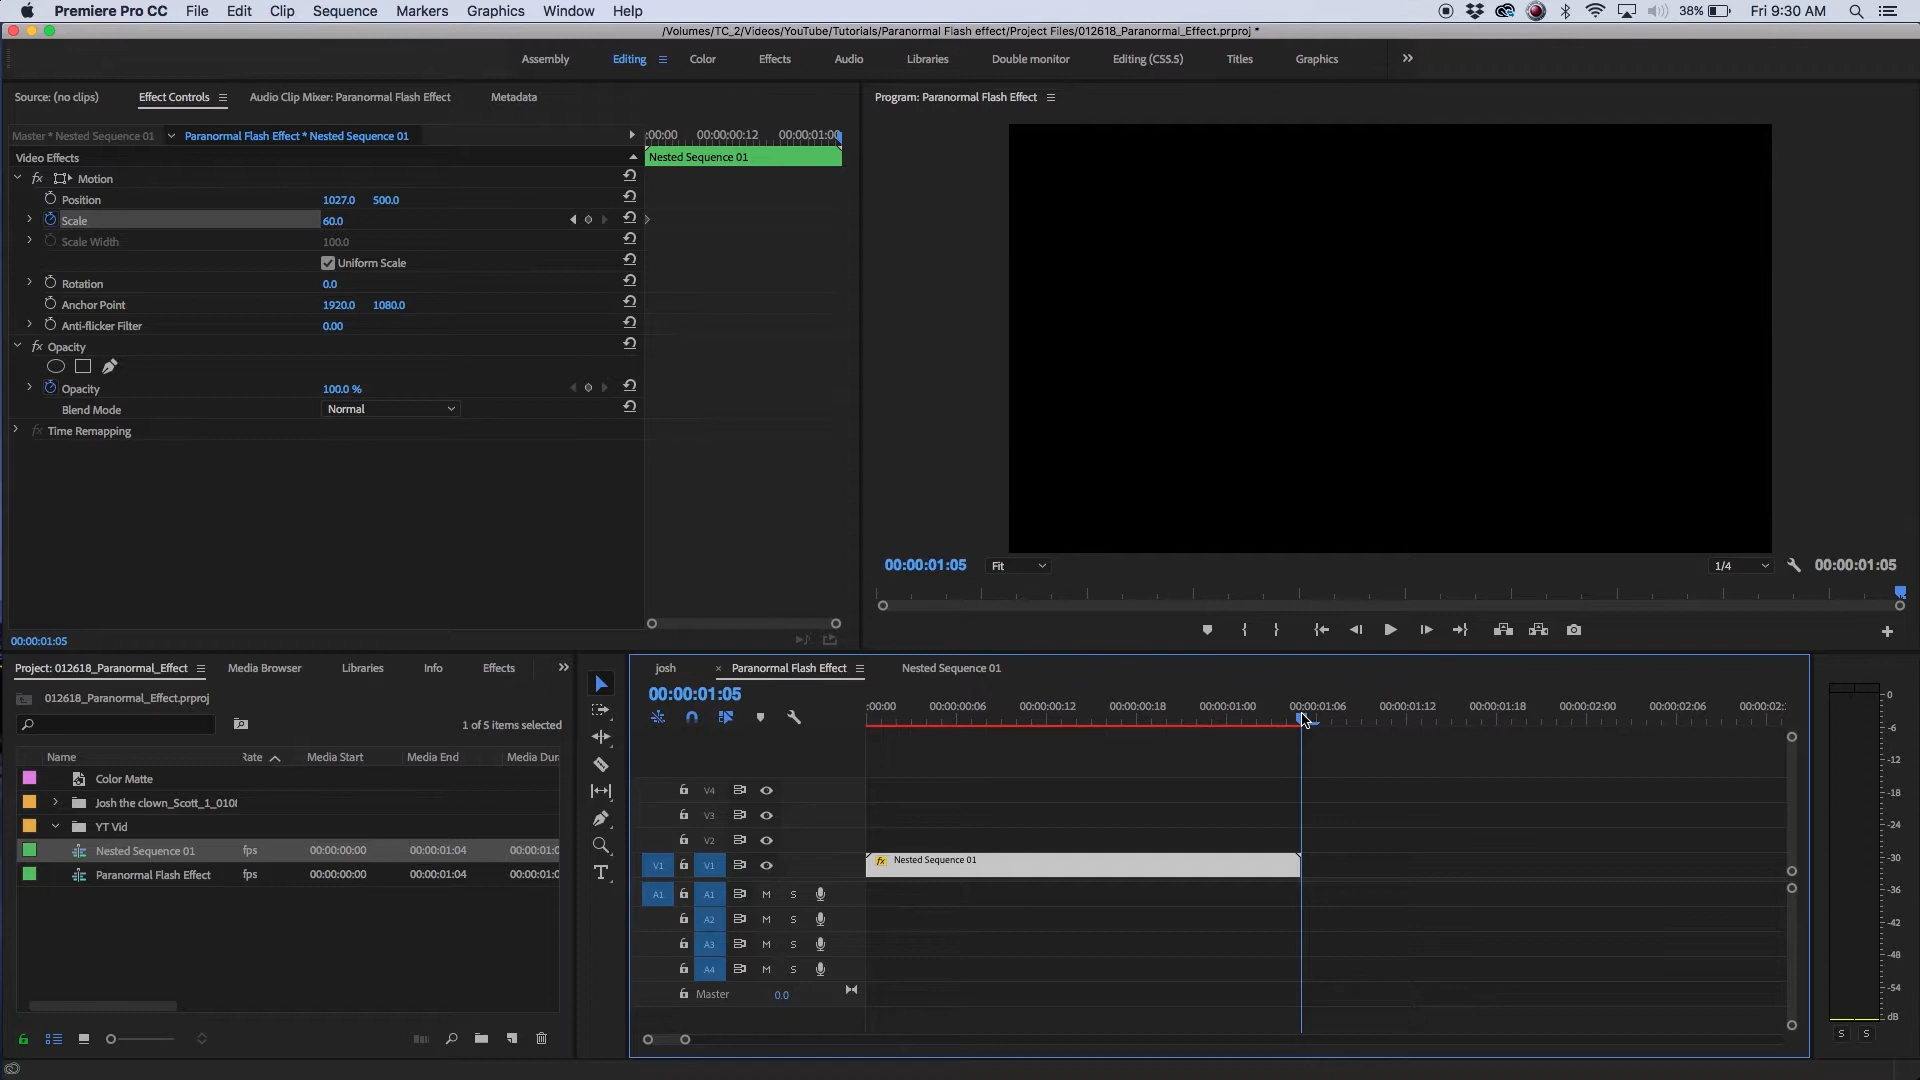 Premiere Pro CC File Edit Clip Sequence Markers Graphics Window Help 38% Fri 9:30 AM
/Volumes/TC_2/Videos/YouTube/Tutorials/Paranormal Flash effect/Project Files/012618_Paranormal_Effect.prproj *
Assembly Editing Color Effects Audio Libraries Double monitor Editing (CS5.5) Titles Graphics
Source: (no clips) Effect Controls Audio Clip Mixer: Paranormal Flash Effect Metadata
Program: Paranormal Flash Effect
Master * Nested Sequence 01 Paranormal Flash Effect * Nested Sequence 01 :00:00 00:00:00:12 00:00:01:00
Video Effects Nested Sequence 01
fx Motion
Position 1027.0 500.0
Scale 60.0
Scale Width 100.0
Uniform Scale
Rotation 0.0
Anchor Point 1920.0 1080.0
Anti-flicker Filter 0.00
fx Opacity
Opacity 100.0 %
Blend Mode Normal
fx Time Remapping
00:00:01:05 Fit 1/4 00:00:01:05
00:00:01:05
Project: 012618_Paranormal_Effect Media Browser Libraries Info Effects
012618_Paranormal_Effect.prproj
1 of 5 items selected
Name Rate Media Start Media End Media Dur
Color Matte
Josh the clown_Scott_1_010
YT Vid
Nested Sequence 01 fps 00:00:00:00 00:00:01:04 00:00:01:0
Paranormal Flash Effect fps 00:00:00:00 00:00:01:04 00:00:01:0
josh × Paranormal Flash Effect Nested Sequence 01
00:00:01:05
:00:00 00:00:00:06 00:00:00:12 00:00:00:18 00:00:01:00 00:00:01:06 00:00:01:12 00:00:01:18 00:00:02:00 00:00:02:06 00:00:02:
V4
V3
V2
V1 V1 fx Nested Sequence 01
A1 A1 M S
A2 M S
A3 M S
A4 M S
Master 0.0
T
0
-6
-12
-18
-24
-30
-36
-42
-48
-54
dB
S S